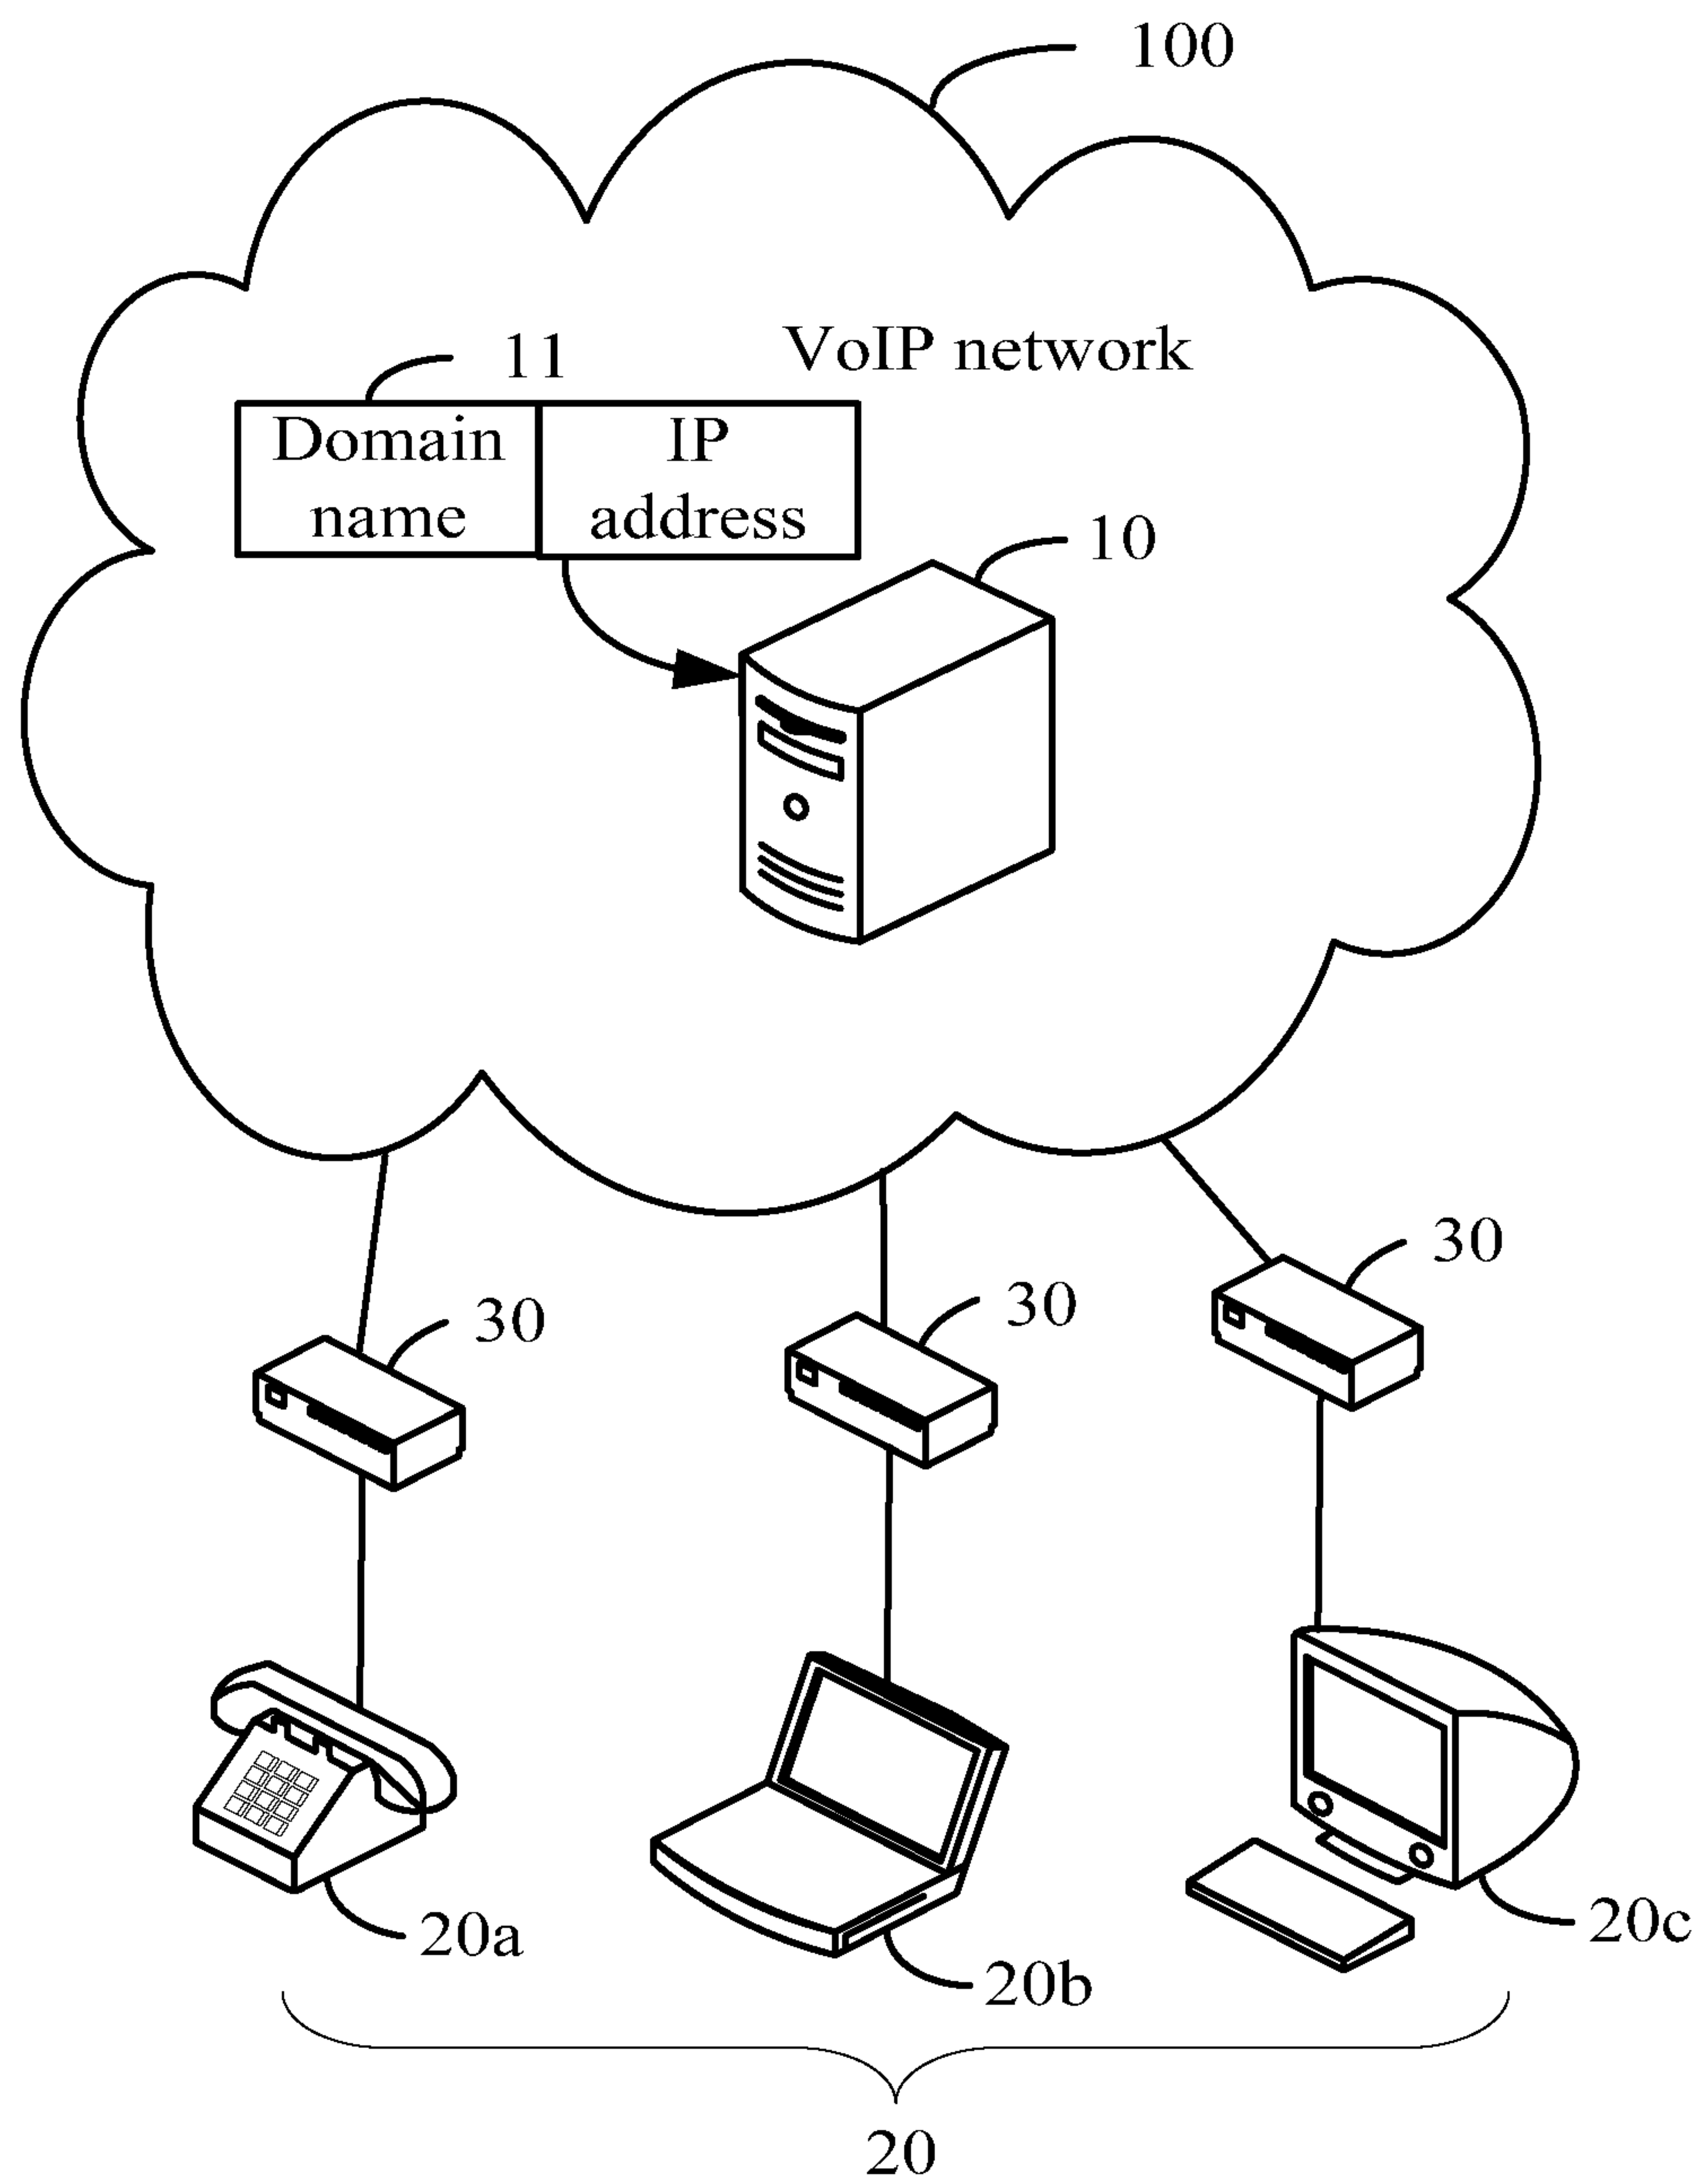 100
11
VoIP network
Domain
name
IP
address
10
30
30
30
20a
20b
20c
20